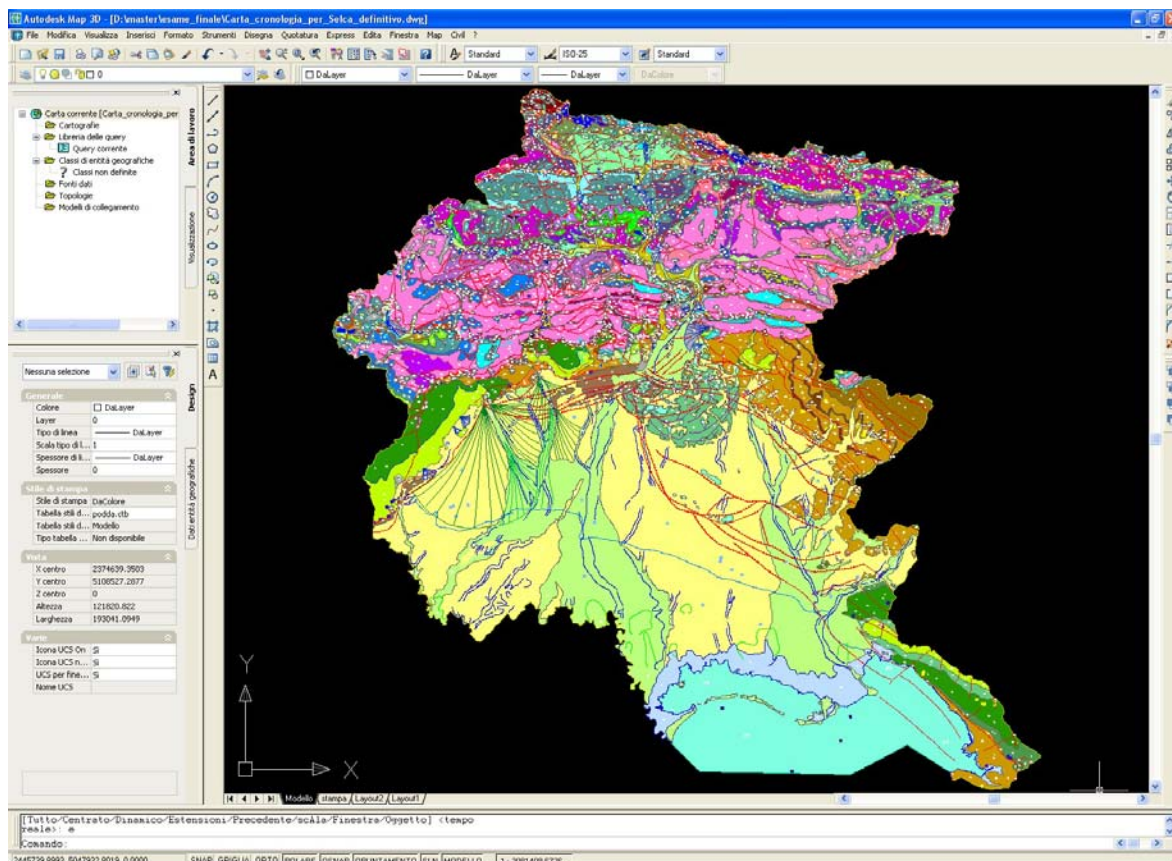 Autodesk Map 3D - [D:\master\esame_finale\Carta_cronologia_per_Selca_definitivo.dwg]
File Modifica Visualizza Inserisci Formato Strumenti Disegna Quotatura Express Edita Finestra Map Civil ?
Standard ISO-25 Standard
0 DaLayer DaLayer DaLayer DaColore
Carta corrente [Carta_cronologia_per
Cartografie
Libreria delle query
Query corrente
Classi di entità geografiche
Classi non definite
Fonti dati
Topologie
Modelli di collegamento
Area di lavoro
Visualizzazione
Nessuna selezione
Generale
Colore DaLayer
Layer 0
Tipo di linea DaLayer
Scala tipo di l... 1
Spessore di li... DaLayer
Spessore 0
Stile di stampa
Stile di stampa DaColore
Tabella stili d... podda.ctb
Tabella stili d... Modello
Tipo tabella ... Non disponibile
Vista
X centro 2374639.3503
Y centro 5108527.2877
Z centro 0
Altezza 121820.822
Larghezza 193041.0949
Varie
Icona UCS On Sì
Icona UCS n... Sì
UCS per fine... Sì
Nome UCS
Design
Dati entità geografiche
A
Y
X
Modello stampa Layout2 Layout1
[Tutto/Centrato/Dinamico/Estensioni/Precedente/scAla/Finestra/Oggetto] <tempo
reale>: e
Comando:
SNAP GRIGLIA ORTO POLARE OSNAP OPUNTAMENTO SLN MODELLO